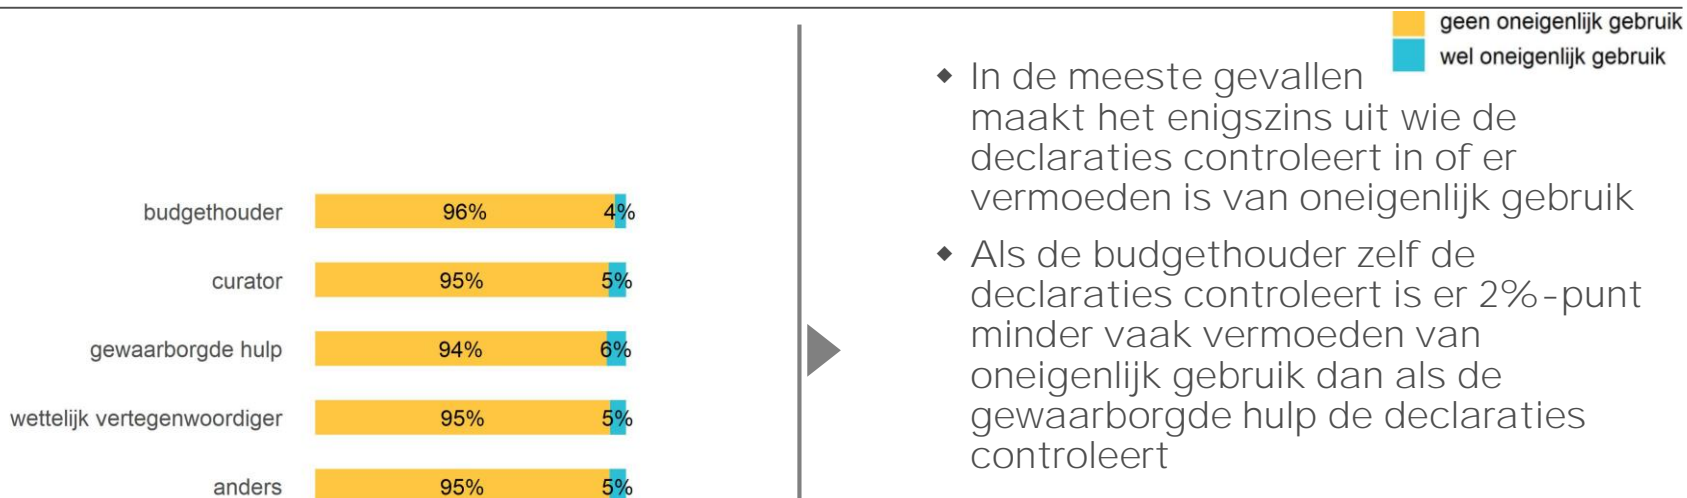 geen oneigenlijk gebruik
wel oneigenlijk gebruik
budgethouder 96% 4%
curator 95% 5%
gewaarborgde hulp 94% 6%
wettelijk vertegenwoordiger 95% 5%
anders 95% 5%
◆ In de meeste gevallen
maakt het enigszins uit wie de
declaraties controleert in of er
vermoeden is van oneigenlijk gebruik
◆ Als de budgethouder zelf de
declaraties controleert is er 2%-punt
minder vaak vermoeden van
oneigenlijk gebruik dan als de
gewaarborgde hulp de declaraties
controleert